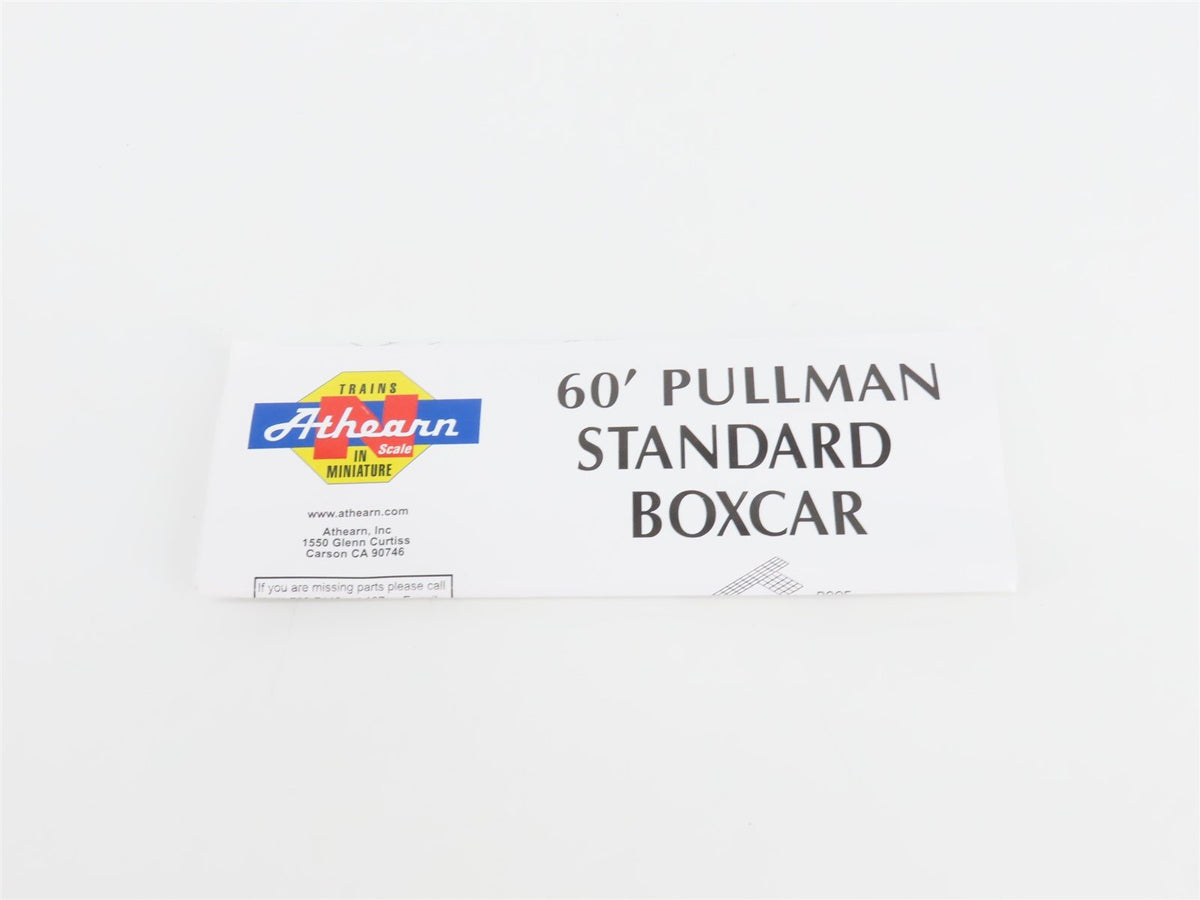 TRAINS
Athearn
N
Scale
IN
MINIATURE
www.athearn.com
Athearn, Inc
1550 Glenn Curtiss
Carson CA 90746
If you are missing parts please call
60' PULLMAN
STANDARD
BOXCAR